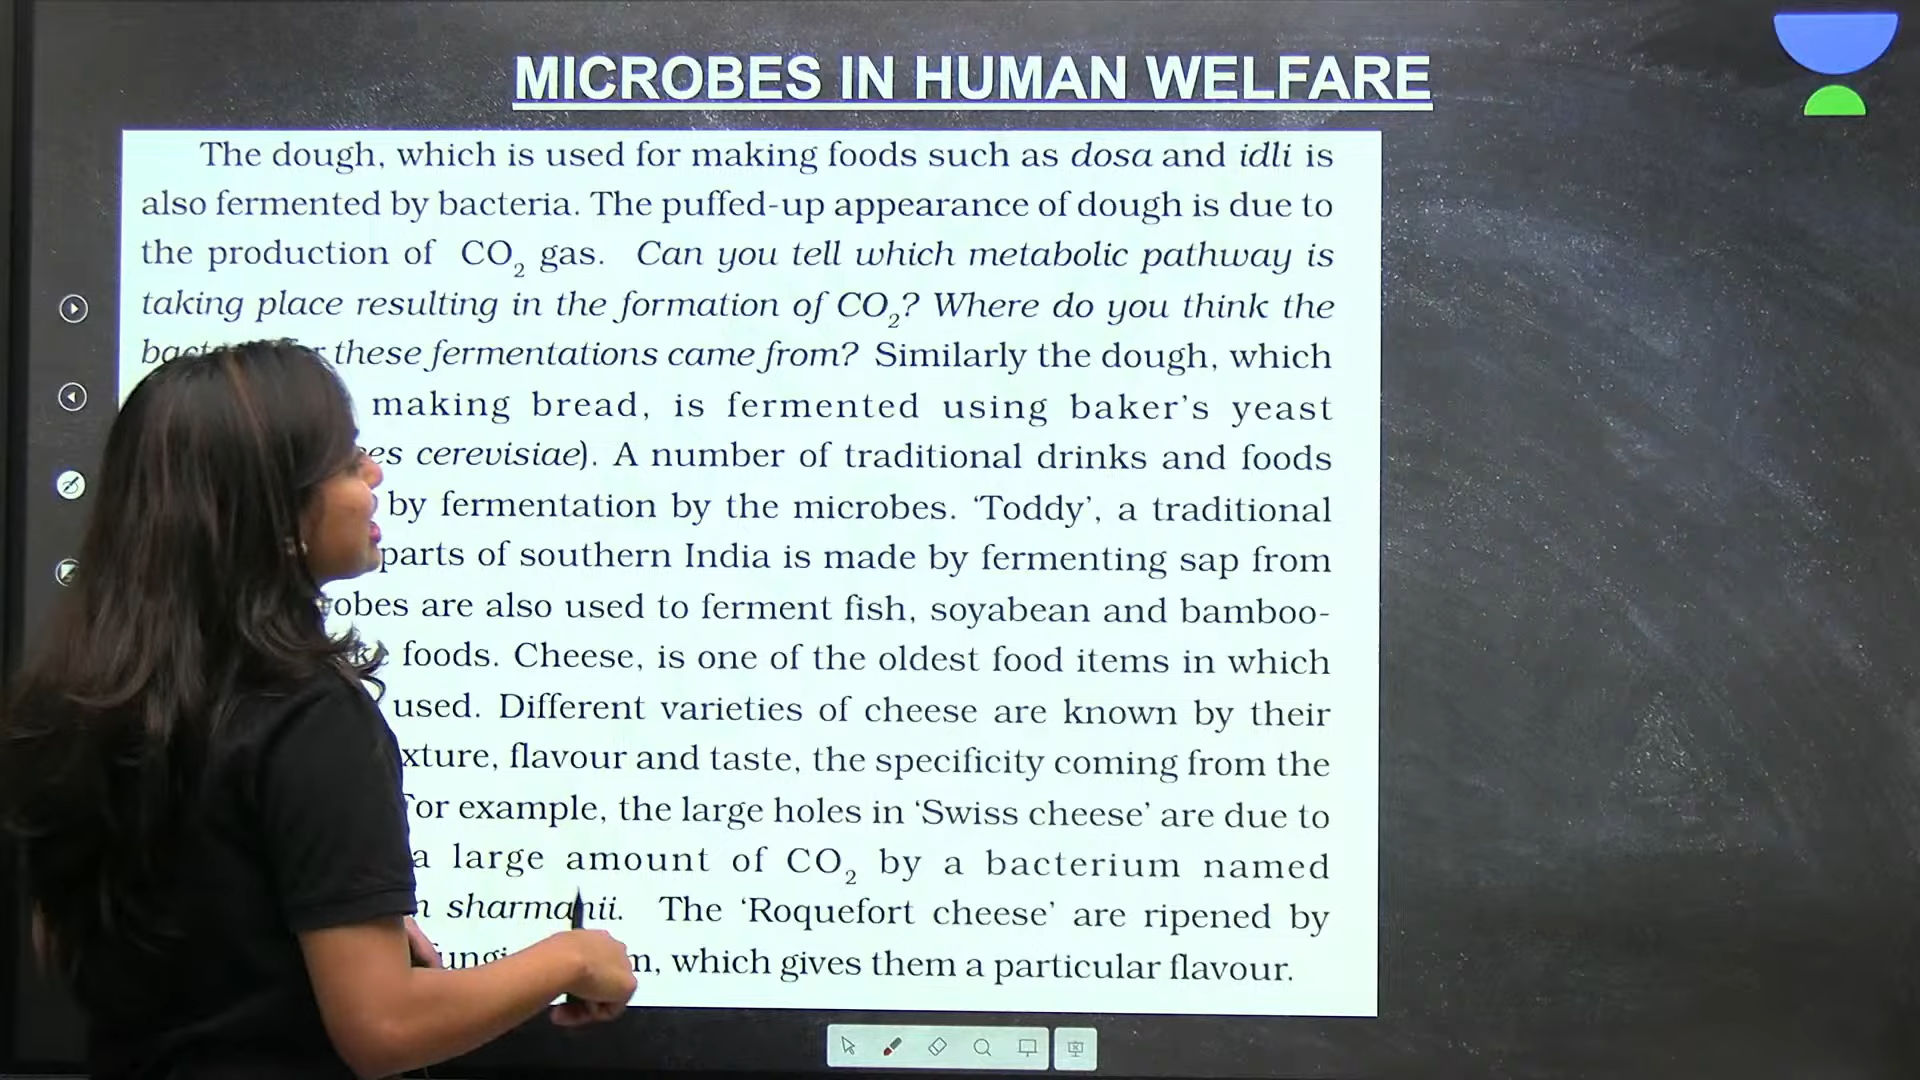 MICROBES IN HUMAN WELFARE
The dough, which is used for making foods such as dosa and idli is
also fermented by bacteria. The puffed-up appearance of dough is due to
the production of CO2 gas. Can you tell which metabolic pathway is
taking place resulting in the formation of CO2? Where do you think the
these fermentations came from? Similarly the dough, which
making bread, is fermented using baker's yeast
cerevisiae). A number of traditional drinks and foods
by fermentation by the microbes. 'Toddy', a traditional
parts of southern India is made by fermenting sap from
are also used to ferment fish, soyabean and bamboo-
foods. Cheese, is one of the oldest food items in which
used. Different varieties of cheese are known by their
flavour and taste, the specificity coming from the
For example, the large holes in 'Swiss cheese' are due to
a large amount of CO2 by a bacterium named
sharmanii. The 'Roquefort cheese' are ripened by
which gives them a particular flavour.